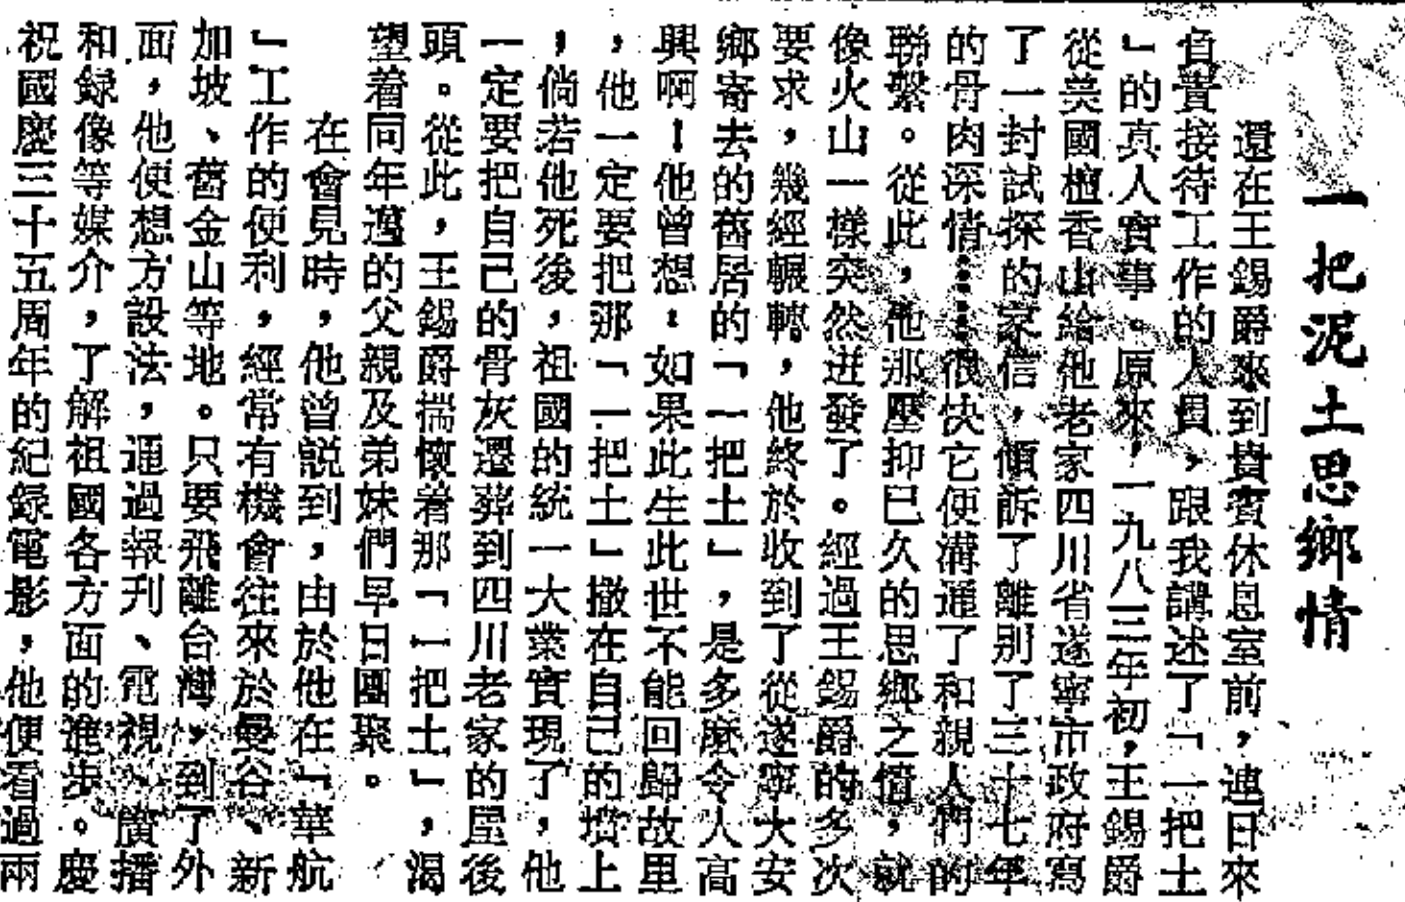 一把泥土思鄉情
還在王錫爵來到貴賓休息室前，連日來
負責接待工作的人員，跟我講述了「一把土
」的真人實事。原來，一九八三年初，王錫爵
從美國檀香山給他老家四川省遂寧市政府寫
了一封試探的家信，傾訴了離別了三十七年
的骨肉深情……很快它便溝通了和親人們的
聯繫。從此，他那壓抑已久的思鄉之情，就
像火山一樣突然迸發了。經過王錫爵的多次
要求，幾經輾轉，他終於收到了從遂寧大安
鄉寄去的舊居的「一把土」，是多麼令人高
興啊！他曾想：如果此生此世不能回歸故里
，他一定要把那「一把土」撒在自己的墳上
，倘若他死後，祖國的統一大業實現了，他
一定要把自己的骨灰遷葬到四川老家的屋後
頭。從此，王錫爵揣懷着那「一把土」，渴
望着同年邁的父親及弟妹們早日團聚。
在會見時，他曾説到，由於他在「華航
」工作的便利，經常有機會往來於曼谷、新
加坡、舊金山等地。只要飛離台灣，到了外
面，他便想方設法，通過報刊、電視、廣播
和録像等媒介，了解祖國各方面的進步。慶
祝國慶三十五周年的紀録電影，他便看過兩